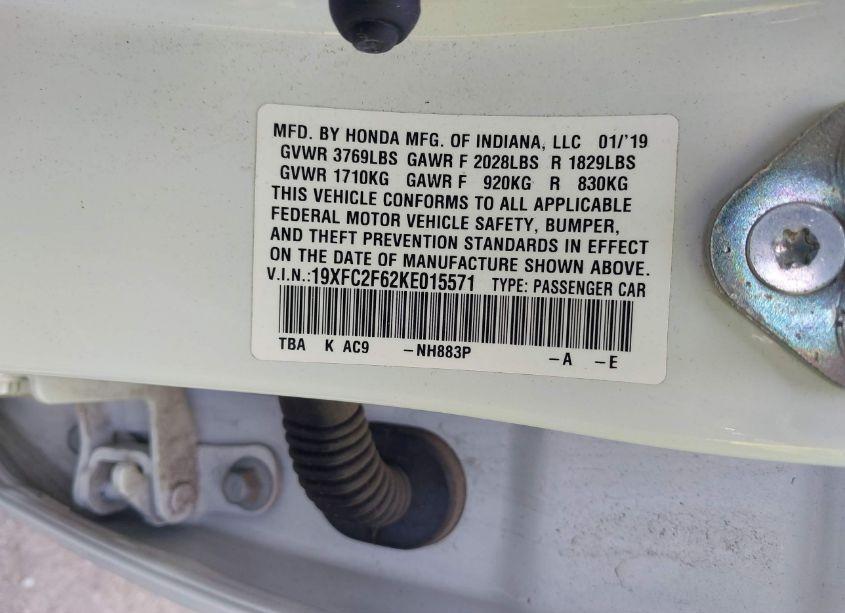 MFD. BY HONDA MFG. OF INDIANA, LLC 01/'19
GVWR 3769LBS GAWR F 2028LBS R 1829LBS
GVWR 1710KG GAWR F 920KG R 830KG
THIS VEHICLE CONFORMS TO ALL APPLICABLE
FEDERAL MOTOR VEHICLE SAFETY, BUMPER,
AND THEFT PREVENTION STANDARDS IN EFFECT
ON THE DATE OF MANUFACTURE SHOWN ABOVE.
V.I.N.:19XFC2F62KE015571 TYPE: PASSENGER CAR
TBA K AC9 -NH883P -A -E